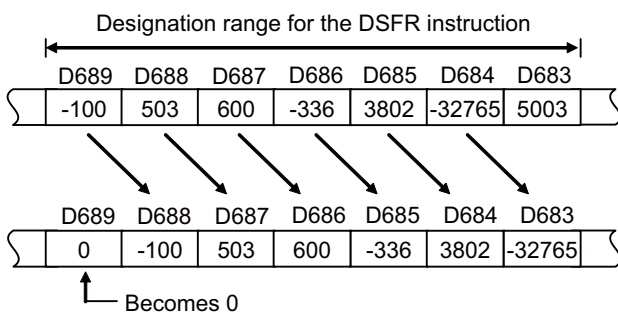 Designation range for the DSFR instruction
D689 D688 D687 D686 D685 D684 D683
-100 503 600 -336 3802 -32765 5003
D689 D688 D687 D686 D685 D684 D683
0 -100 503 600 -336 3802 -32765
Becomes 0